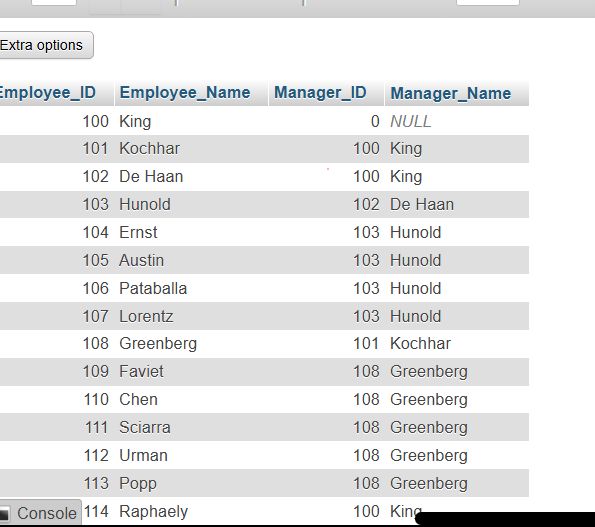 Extra options
Employee_ID Employee_Name Manager_ID Manager_Name
100 King 0 NULL
101 Kochhar 100 King
102 De Haan 100 King
103 Hunold 102 De Haan
104 Ernst 103 Hunold
105 Austin 103 Hunold
106 Pataballa 103 Hunold
107 Lorentz 103 Hunold
108 Greenberg 101 Kochhar
109 Faviet 108 Greenberg
110 Chen 108 Greenberg
111 Sciarra 108 Greenberg
112 Urman 108 Greenberg
113 Popp 108 Greenberg
Console 114 Raphaely 100 King